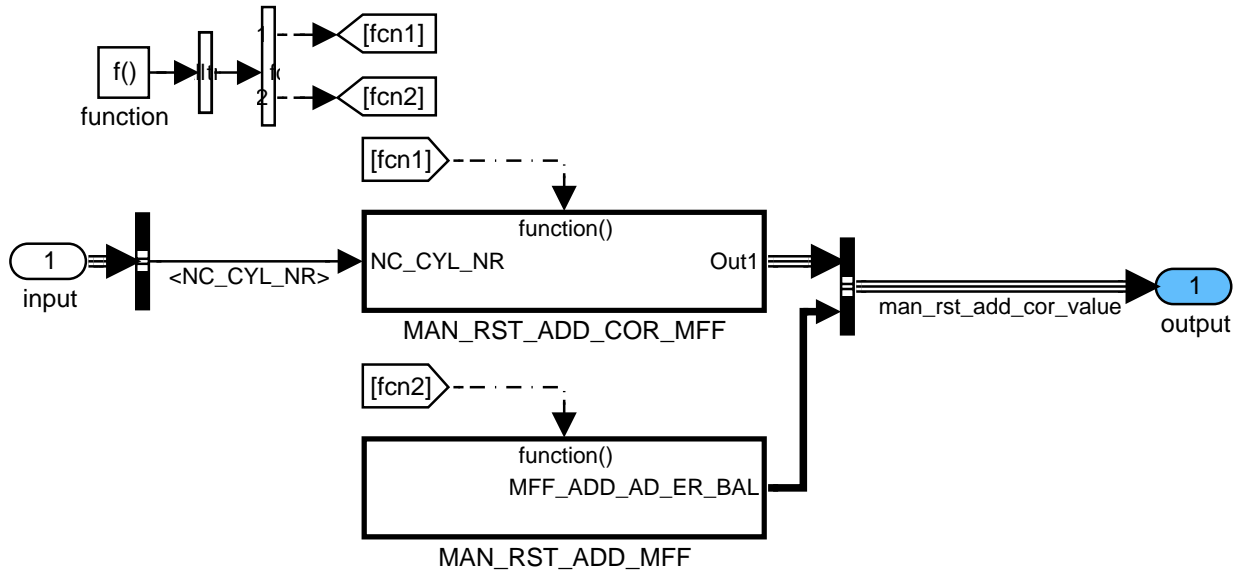 1
[fcn1]
f()
2
[fcn2]
function
[fcn1]
function()
1
NC_CYL_NR
Out1
<NC_CYL_NR>
input
1
man_rst_add_cor_value
output
MAN_RST_ADD_COR_MFF
[fcn2]
function()
MFF_ADD_AD_ER_BAL
MAN_RST_ADD_MFF